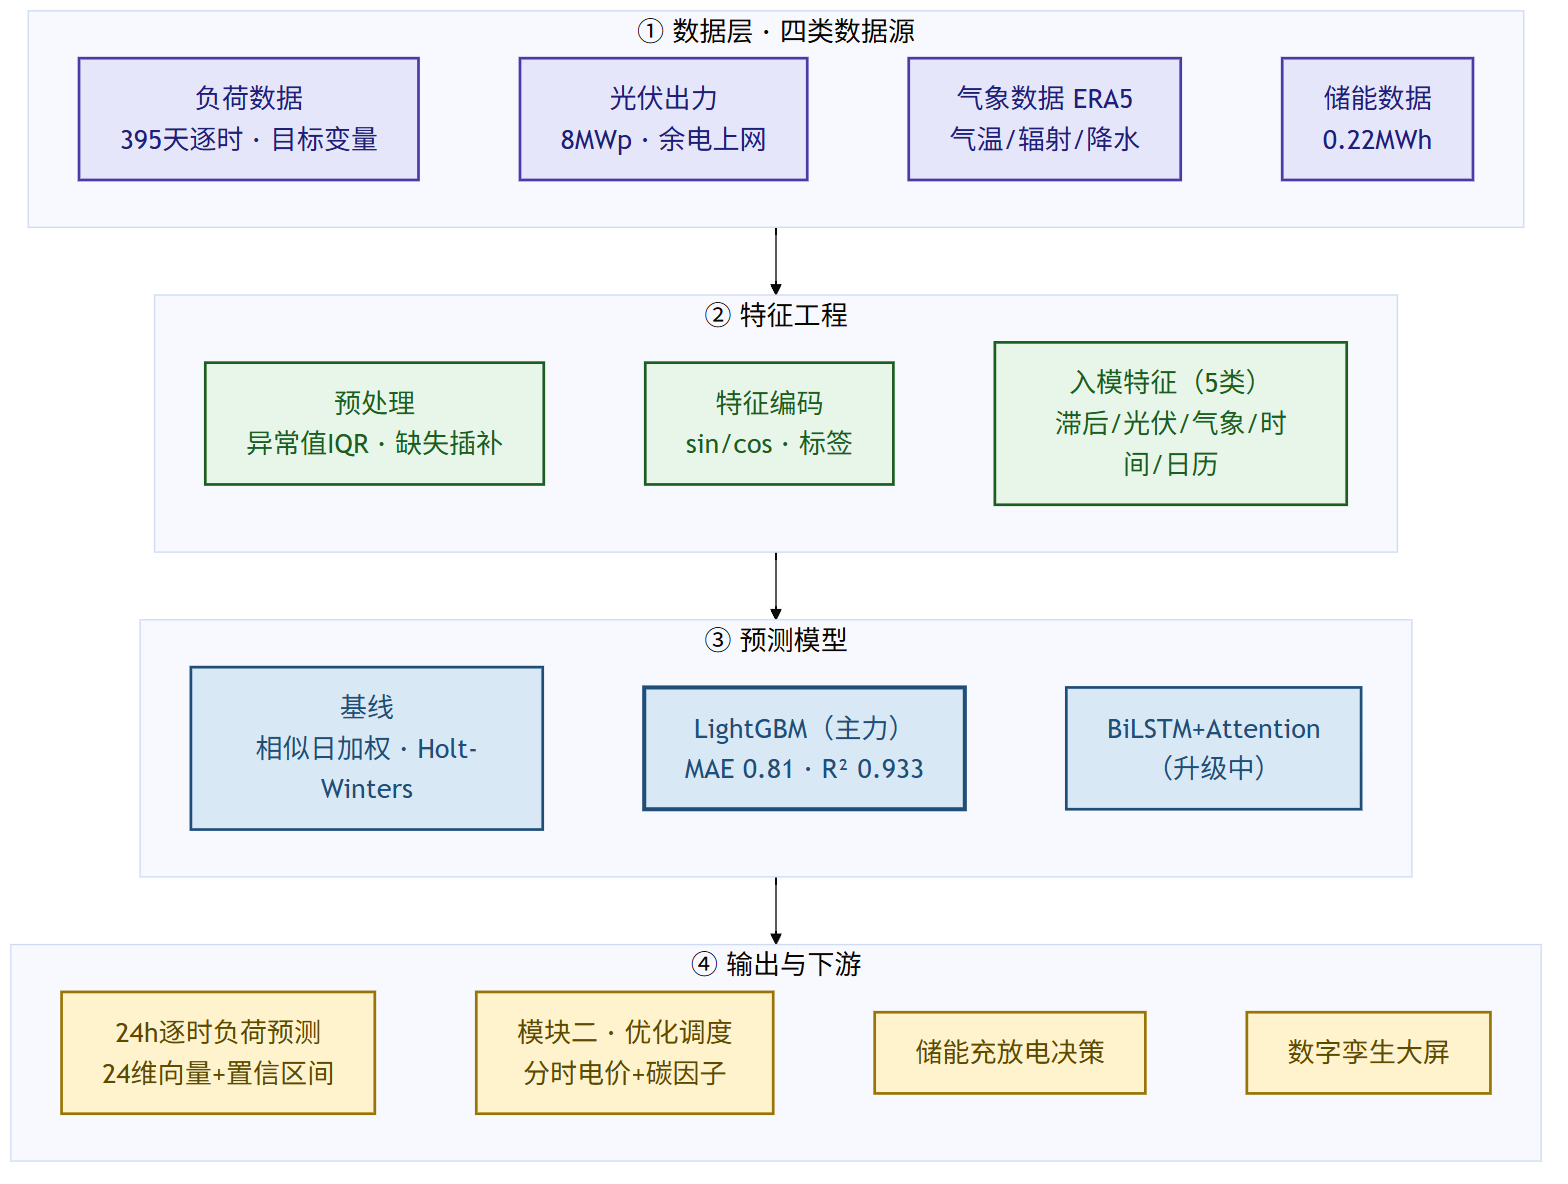 ① 数据层 · 四类数据源
负荷数据
395天逐时 · 目标变量
光伏出力
8MWp · 余电上网
气象数据 ERA5
气温/辐射/降水
储能数据
0.22MWh
② 特征工程
预处理
异常值IQR · 缺失插补
特征编码
sin/cos · 标签
入模特征（5类）
滞后/光伏/气象/时
间/日历
③ 预测模型
基线
相似日加权 · Holt-
Winters
LightGBM（主力）
MAE 0.81 · R² 0.933
BiLSTM+Attention
（升级中）
④ 输出与下游
24h逐时负荷预测
24维向量+置信区间
模块二 · 优化调度
分时电价+碳因子
储能充放电决策
数字孪生大屏